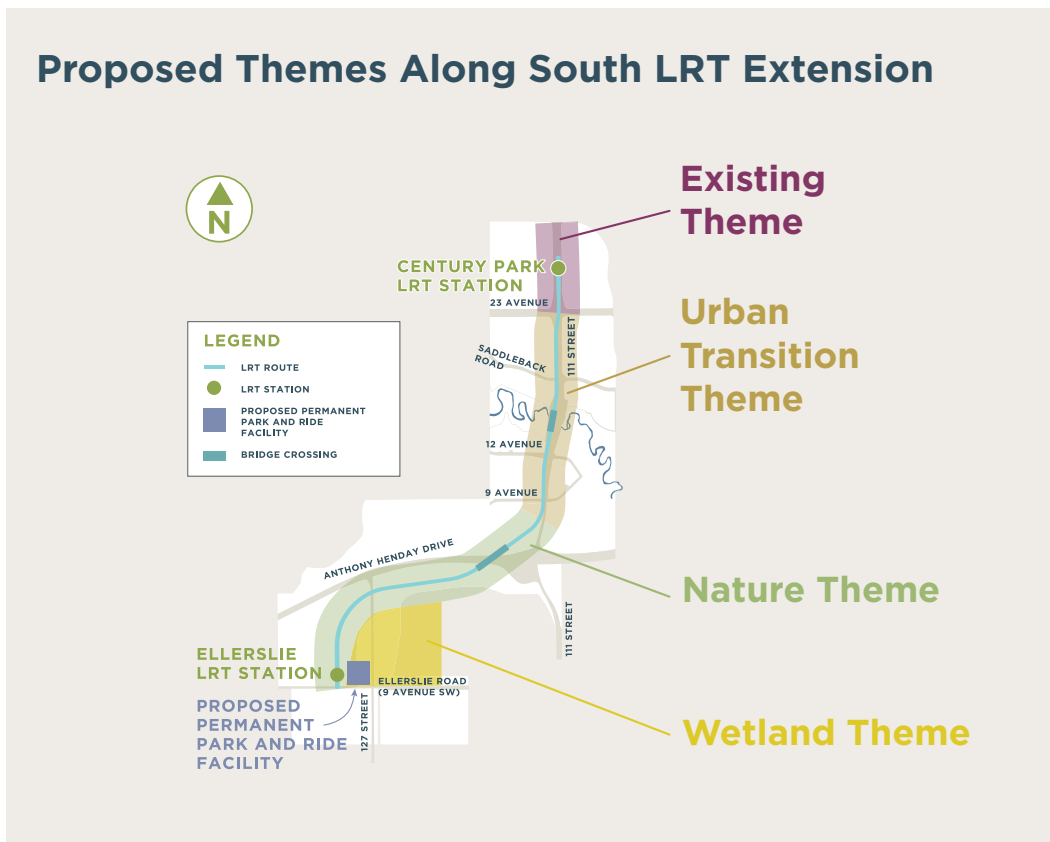 Proposed Themes Along South LRT Extension
N
Existing
Theme
CENTURY PARK
LRT STATION
23 AVENUE
Urban
Transition
Theme
111 STREET
SADDLEBACK
ROAD
LEGEND
LRT ROUTE
LRT STATION
PROPOSED PERMANENT
PARK AND RIDE
FACILITY
BRIDGE CROSSING
12 AVENUE
9 AVENUE
ANTHONY HENDAY DRIVE
Nature Theme
111 STREET
ELLERSLIE
LRT STATION
ELLERSLIE ROAD
(9 AVENUE SW)
PROPOSED
PERMANENT
PARK AND RIDE
FACILITY
127 STREET
Wetland Theme